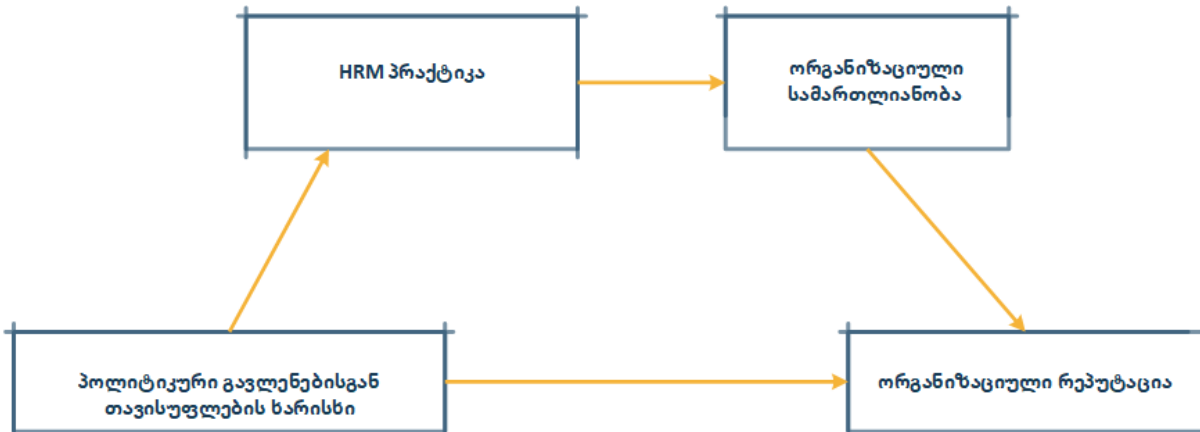 HRM პრაქტიკა
ორგანიზაციული
სამართლიანობა
პოლიტიკური გავლენებისგან
თავისუფლების ხარისხი
ორგანიზაციული რეპუტაცია